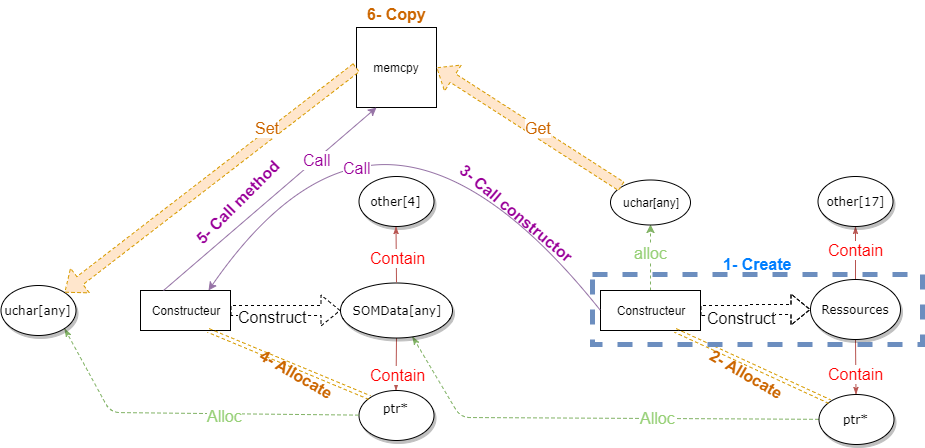 6- Copy
memcpy
Set
Get
Call
Call
5- Call method
3- Call constructor
other[4]
uchar[any]
other[17]
Contain
alloc
Contain
1- Create
uchar[any]
Constructeur
Construct
SOMData[any]
Constructeur
Construct
Ressources
4- Allocate
Contain
2- Allocate
Contain
Alloc
ptr*
Alloc
ptr*